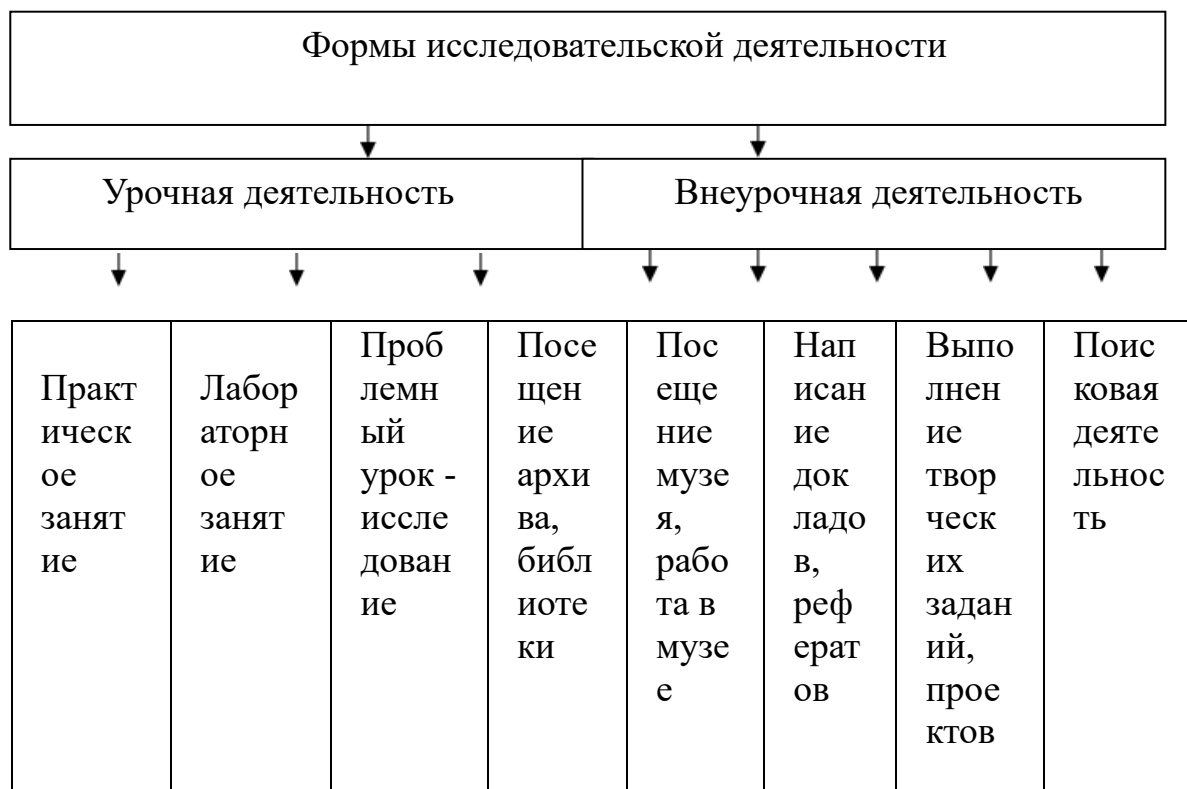 Формы исследовательской деятельности
Урочная деятельность
Внеурочная деятельность
Практ
ическ
ое
занят
ие
Лабор
аторн
ое
занят
ие
Проб
лемн
ый
урок -
иссле
дован
ие
Посе
щен
ие
архи
ва,
библ
иоте
ки
Пос
еще
ние
музе
я,
рабо
та в
музе
е
Нап
исан
ие
док
ладо
в,
реф
ерат
ов
Выпо
лнен
ие
твор
ческ
их
задан
ий,
прое
ктов
Поис
ковая
деяте
льнос
ть